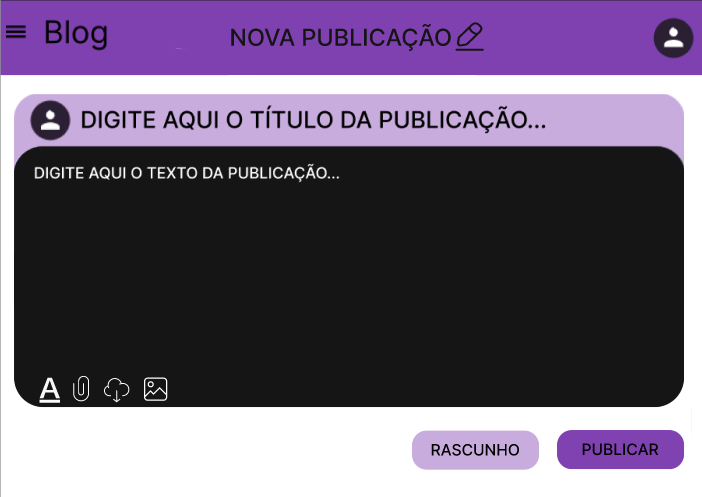 Blog
NOVA PUBLICAÇÃO
DIGITE AQUI O TÍTULO DA PUBLICAÇÃO...
DIGITE AQUI O TEXTO DA PUBLICAÇÃO...
A
RASCUNHO
PUBLICAR